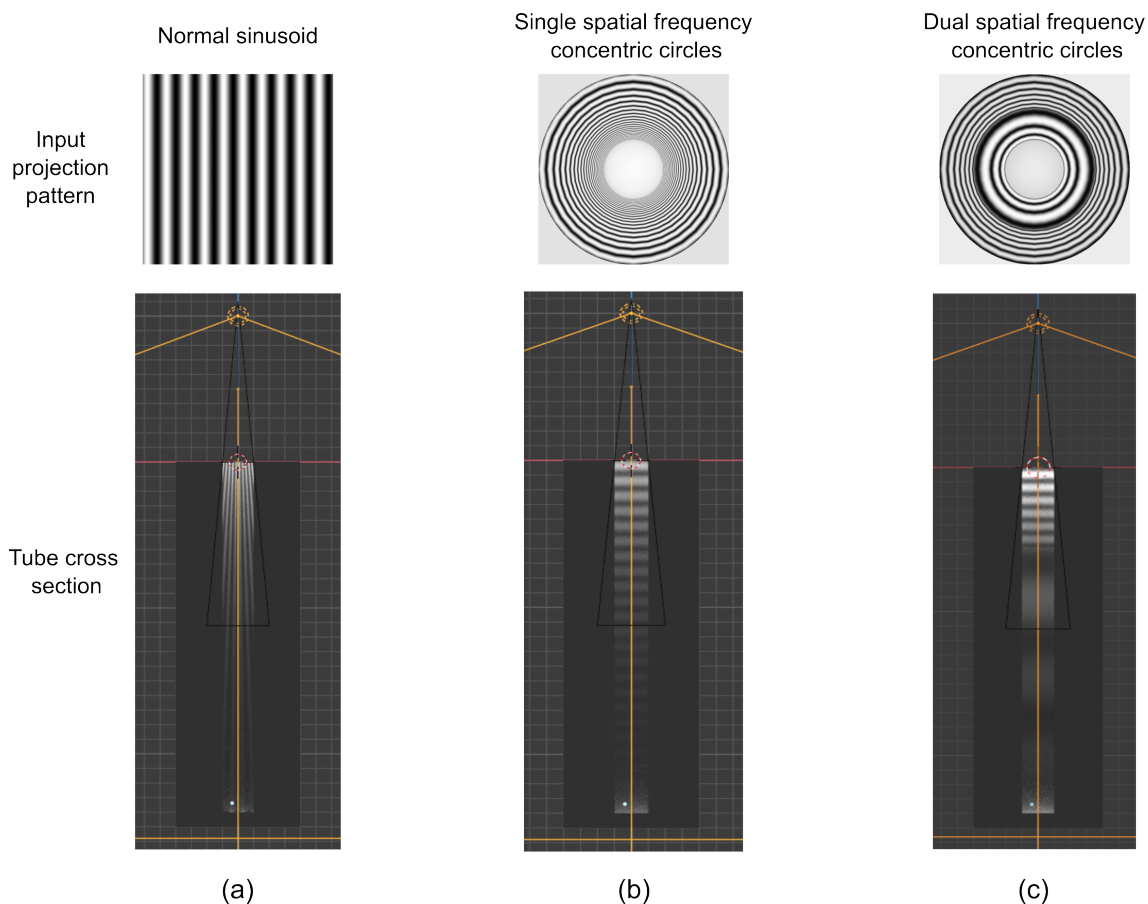 Normal sinusoid
Single spatial frequency
concentric circles
Dual spatial frequency
concentric circles
Input
projection
pattern
Tube cross
section
(a)
(b)
(c)